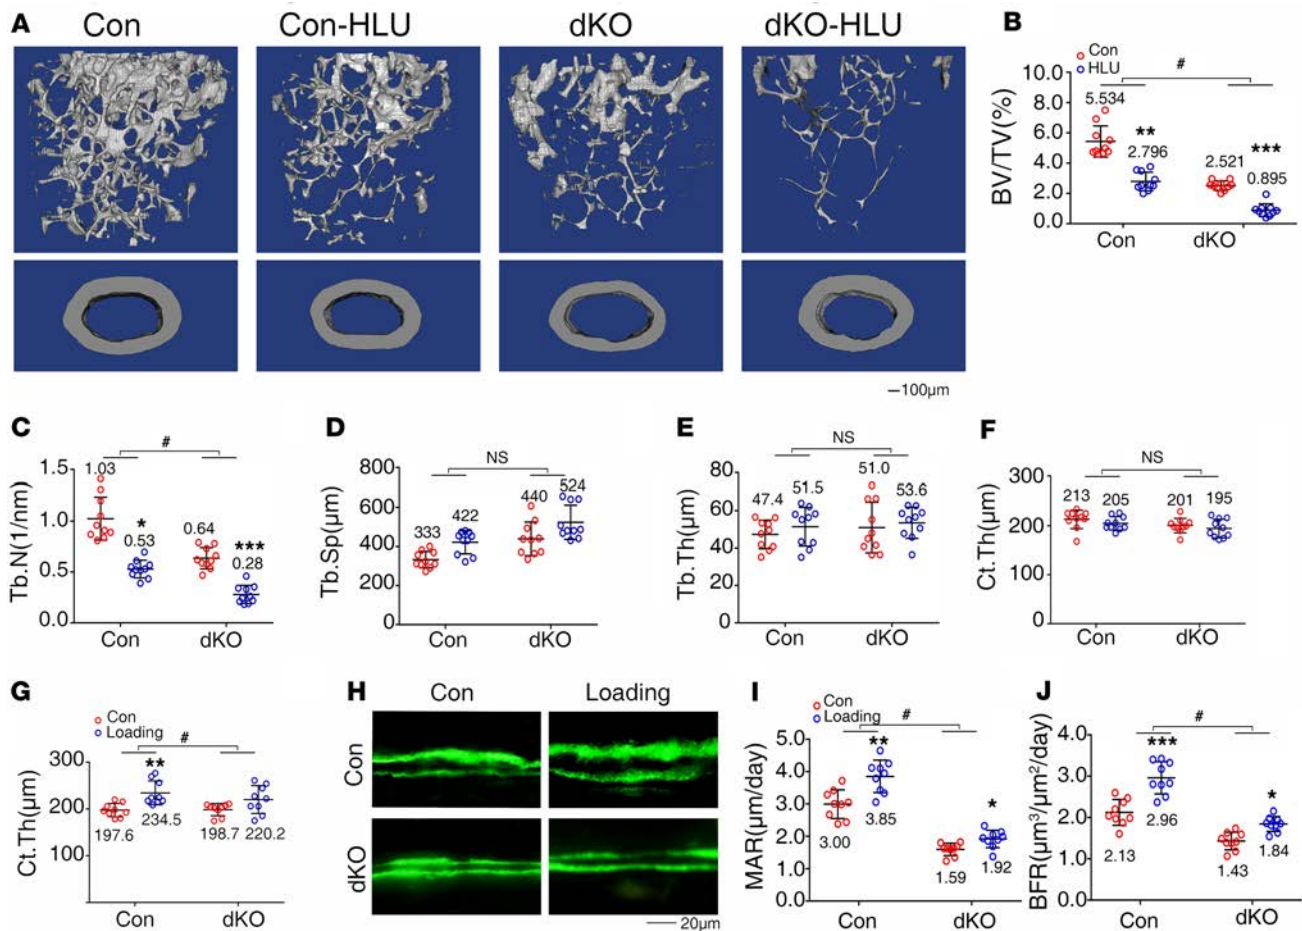 A
Con
Con-HLU
dKO
dKO-HLU
100µm
B
Con
HLU
#
BV/TV(%)
10.0
8.0
6.0
4.0
2.0
0.0
5.534
**
2.796
2.521
***
0.895
Con
dKO
C
#
Tb.N(1/nm)
1.5
1.0
0.5
0.0
1.03
*
0.53
0.64
***
0.28
Con
dKO
D
NS
Tb.Sp(µm)
800
600
400
200
0
333
422
440
524
Con
dKO
E
NS
Tb.Th(µm)
80
60
40
20
0
47.4
51.5
51.0
53.6
Con
dKO
F
NS
Ct.Th(µm)
300
200
100
0
213
205
201
195
Con
dKO
G
Con
Loading
#
Ct.Th(µm)
300
200
100
**
197.6
234.5
198.7
220.2
Con
dKO
H
Con
Loading
Con
dKO
20µm
I
Con
Loading
#
MAR(µm/day)
5.0
4.0
3.0
2.0
1.0
0
**
3.00
3.85
*
1.59
1.92
Con
dKO
J
#
BFR(µm³/µm²/day)
4.0
3.0
2.0
1.0
0
***
2.13
2.96
*
1.43
1.84
Con
dKO